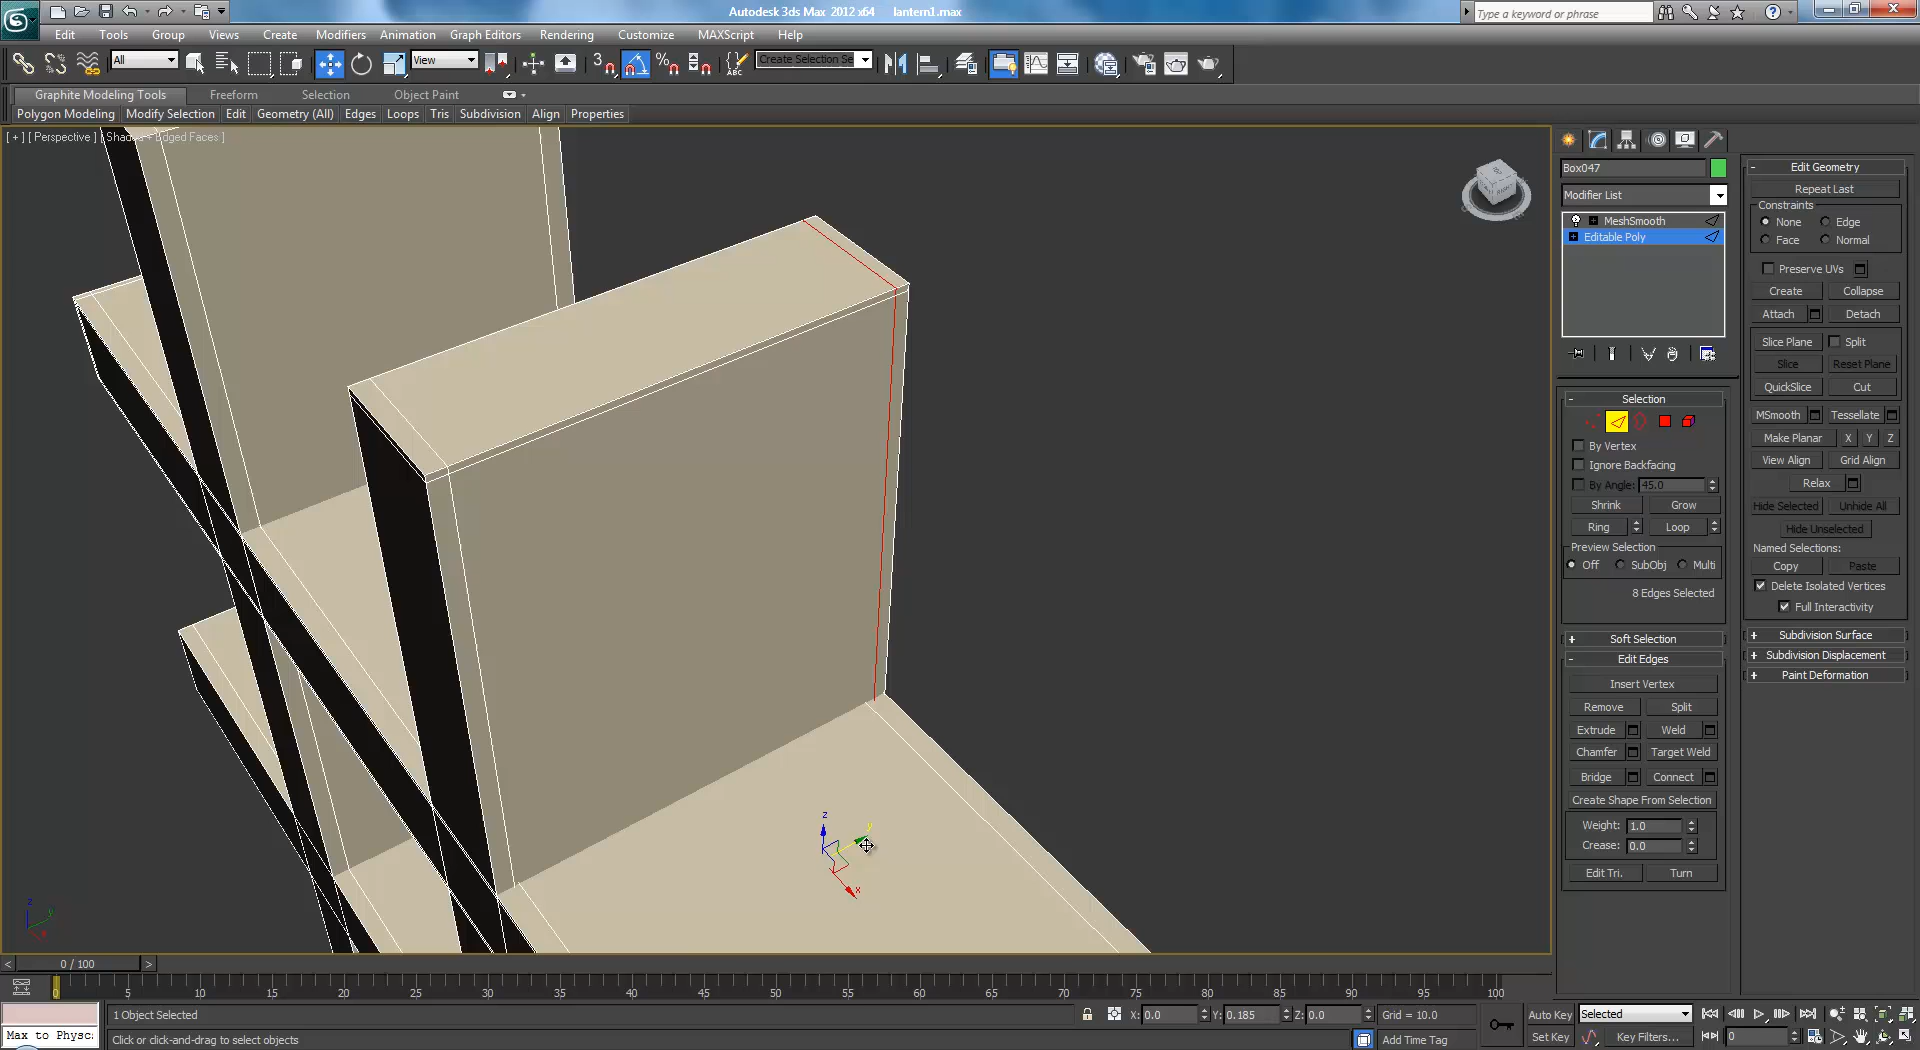 Autodesk 3ds Max 2012 x64 lantern1.max
Type a keyword or phrase
Edit Tools Group Views Create Modifiers Animation Graph Editors Rendering Customize MAXScript Help
All View Create Selection Se
Graphite Modeling Tools Freeform Selection Object Paint
Polygon Modeling Modify Selection Edit Geometry (All) Edges Loops Tris Subdivision Align Properties
[ + ] [ Perspective ] [ Shaded + Edged Faces ]
z
y
x
Box047
Modifier List
MeshSmooth
Editable Poly
Selection
By Vertex
Ignore Backfacing
By Angle: 45.0
Shrink Grow
Ring Loop
Preview Selection
Off SubObj Multi
8 Edges Selected
Soft Selection
Edit Edges
Insert Vertex
Remove Split
Extrude Weld
Chamfer Target Weld
Bridge Connect
Create Shape From Selection
Weight: 1.0
Crease: 0.0
Edit Tri. Turn
Edit Geometry
Repeat Last
Constraints
None Edge
Face Normal
Preserve UVs
Create Collapse
Attach Detach
Slice Plane Split
Slice Reset Plane
QuickSlice Cut
MSmooth Tessellate
Make Planar X Y Z
View Align Grid Align
Relax
Hide Selected Unhide All
Hide Unselected
Named Selections:
Copy Paste
Delete Isolated Vertices
Full Interactivity
Subdivision Surface
Subdivision Displacement
Paint Deformation
< 0 / 100 >
0 5 10 15 20 25 30 35 40 45 50 55 60 65 70 75 80 85 90 95 100
1 Object Selected X: 0.0 Y: 0.185 Z: 0.0 Grid = 10.0 Auto Key Selected
Max to Physc: Click or click-and-drag to select objects Add Time Tag Set Key Key Filters... 0